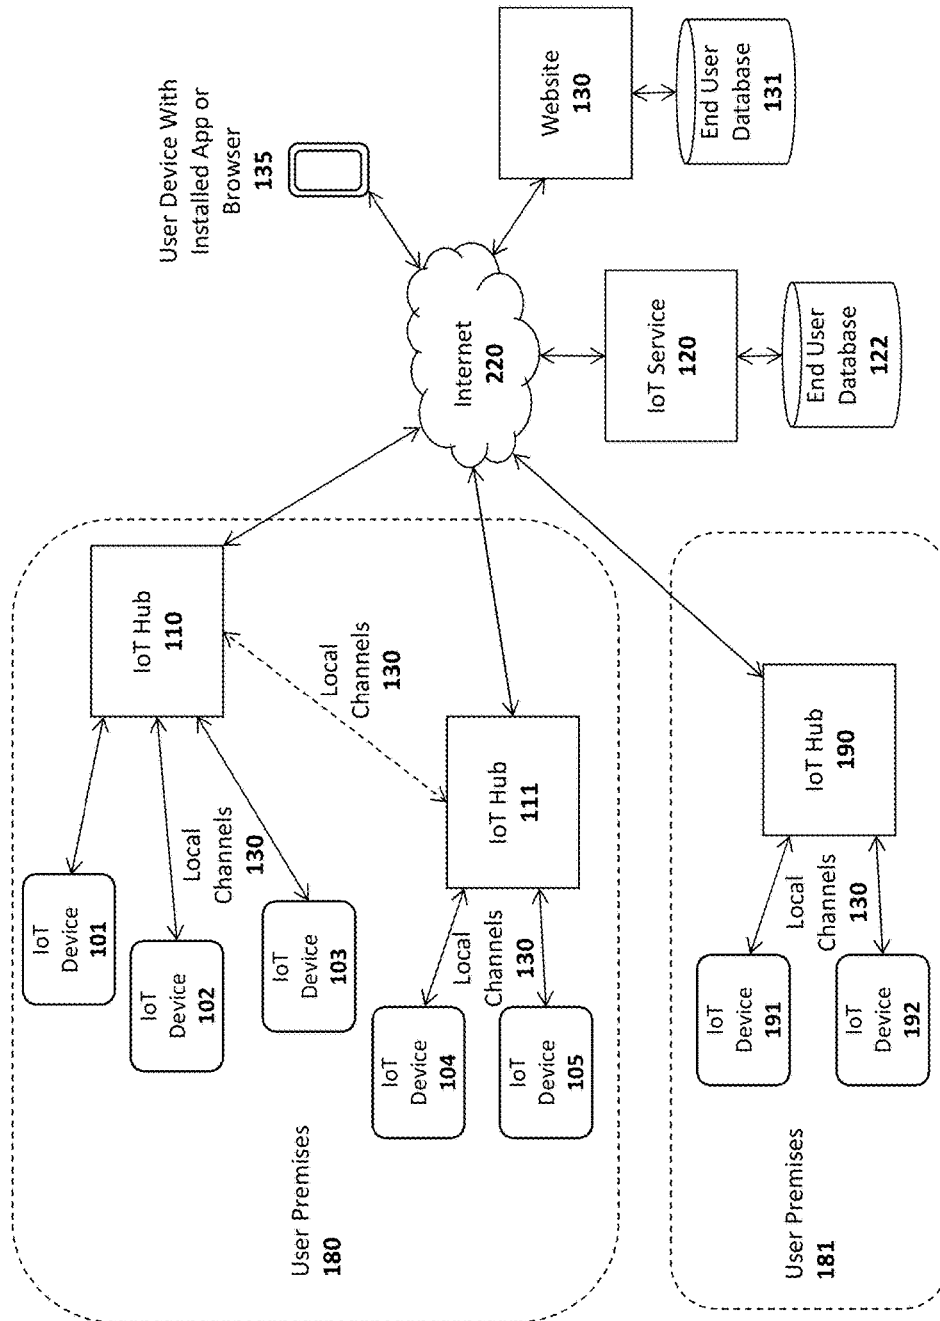 IoT
Device
101
IoT
Device
102
IoT
Device
103
Local
Channels
130
IoT Hub
110
Local
Channels
130
User Premises
180
IoT
Device
104
IoT
Device
105
Local
Channels
130
IoT Hub
111
User Device With
Installed App or
Browser
135
Internet
220
Website
130
End User
Database
131
IoT Service
120
End User
Database
122
User Premises
181
IoT
Device
191
IoT
Device
192
Local
Channels
130
IoT Hub
190